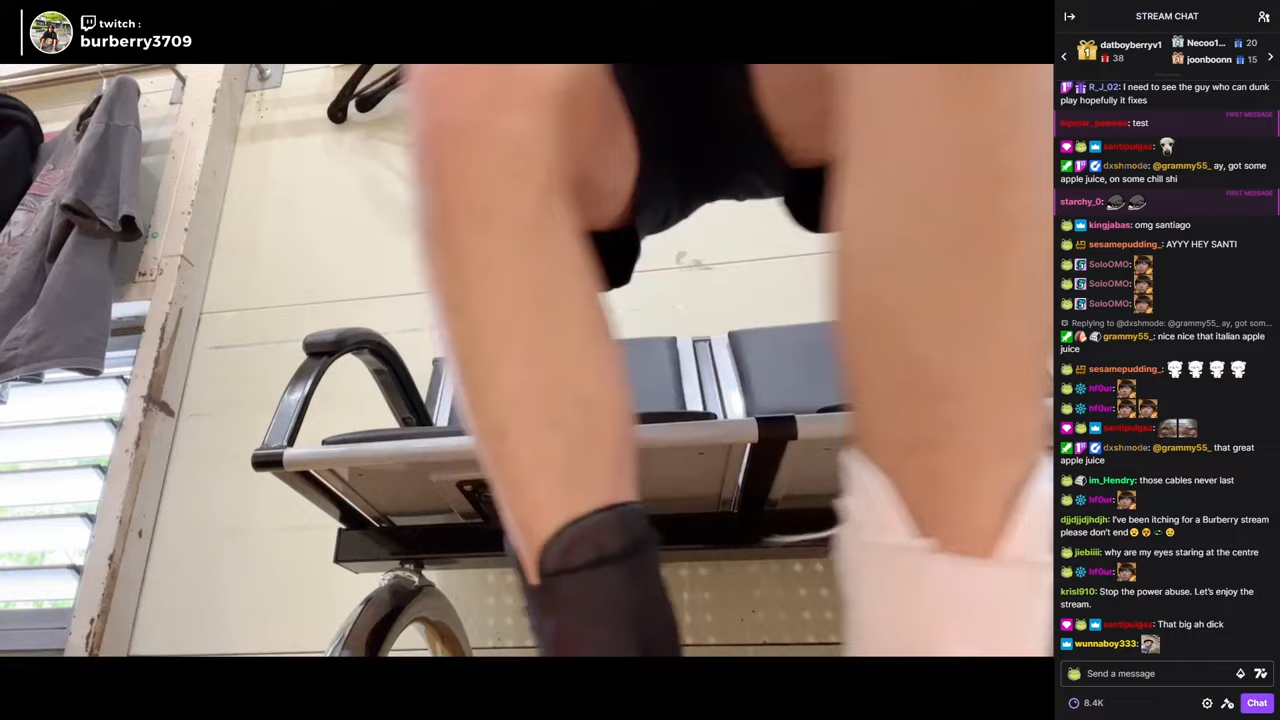 twitch :
burberry3709
STREAM CHAT
datboyberryv1
38
Necoo1... 20
joonboonn 15
R_J_02: I need to see the guy who can dunk
play hopefully it fixes
FIRST MESSAGE
: test
santipulgaz:
dxshmode: @grammy55_ ay, got some
apple juice, on some chill shi
FIRST MESSAGE
starchy_0:
kingjabas: omg santiago
sesamepudding_: AYYY HEY SANTI
SoloOMO:
SoloOMO:
SoloOMO:
Replying to @dxshmode: @grammy55_ ay, got som...
grammy55_: nice nice that italian apple
juice
sesamepudding_:
hf0ur:
hf0ur:
santipulgaz:
dxshmode: @grammy55_ that great
apple juice
im_Hendry: those cables never last
hf0ur:
djjdjjdjhdjh: I've been itching for a Burberry stream
please don't end
jiebiiii: why are my eyes staring at the centre
hf0ur:
krisl910: Stop the power abuse. Let's enjoy the
stream.
santipulgaz: That big ah dick
wunnaboy333:
Send a message
8.4K
Chat